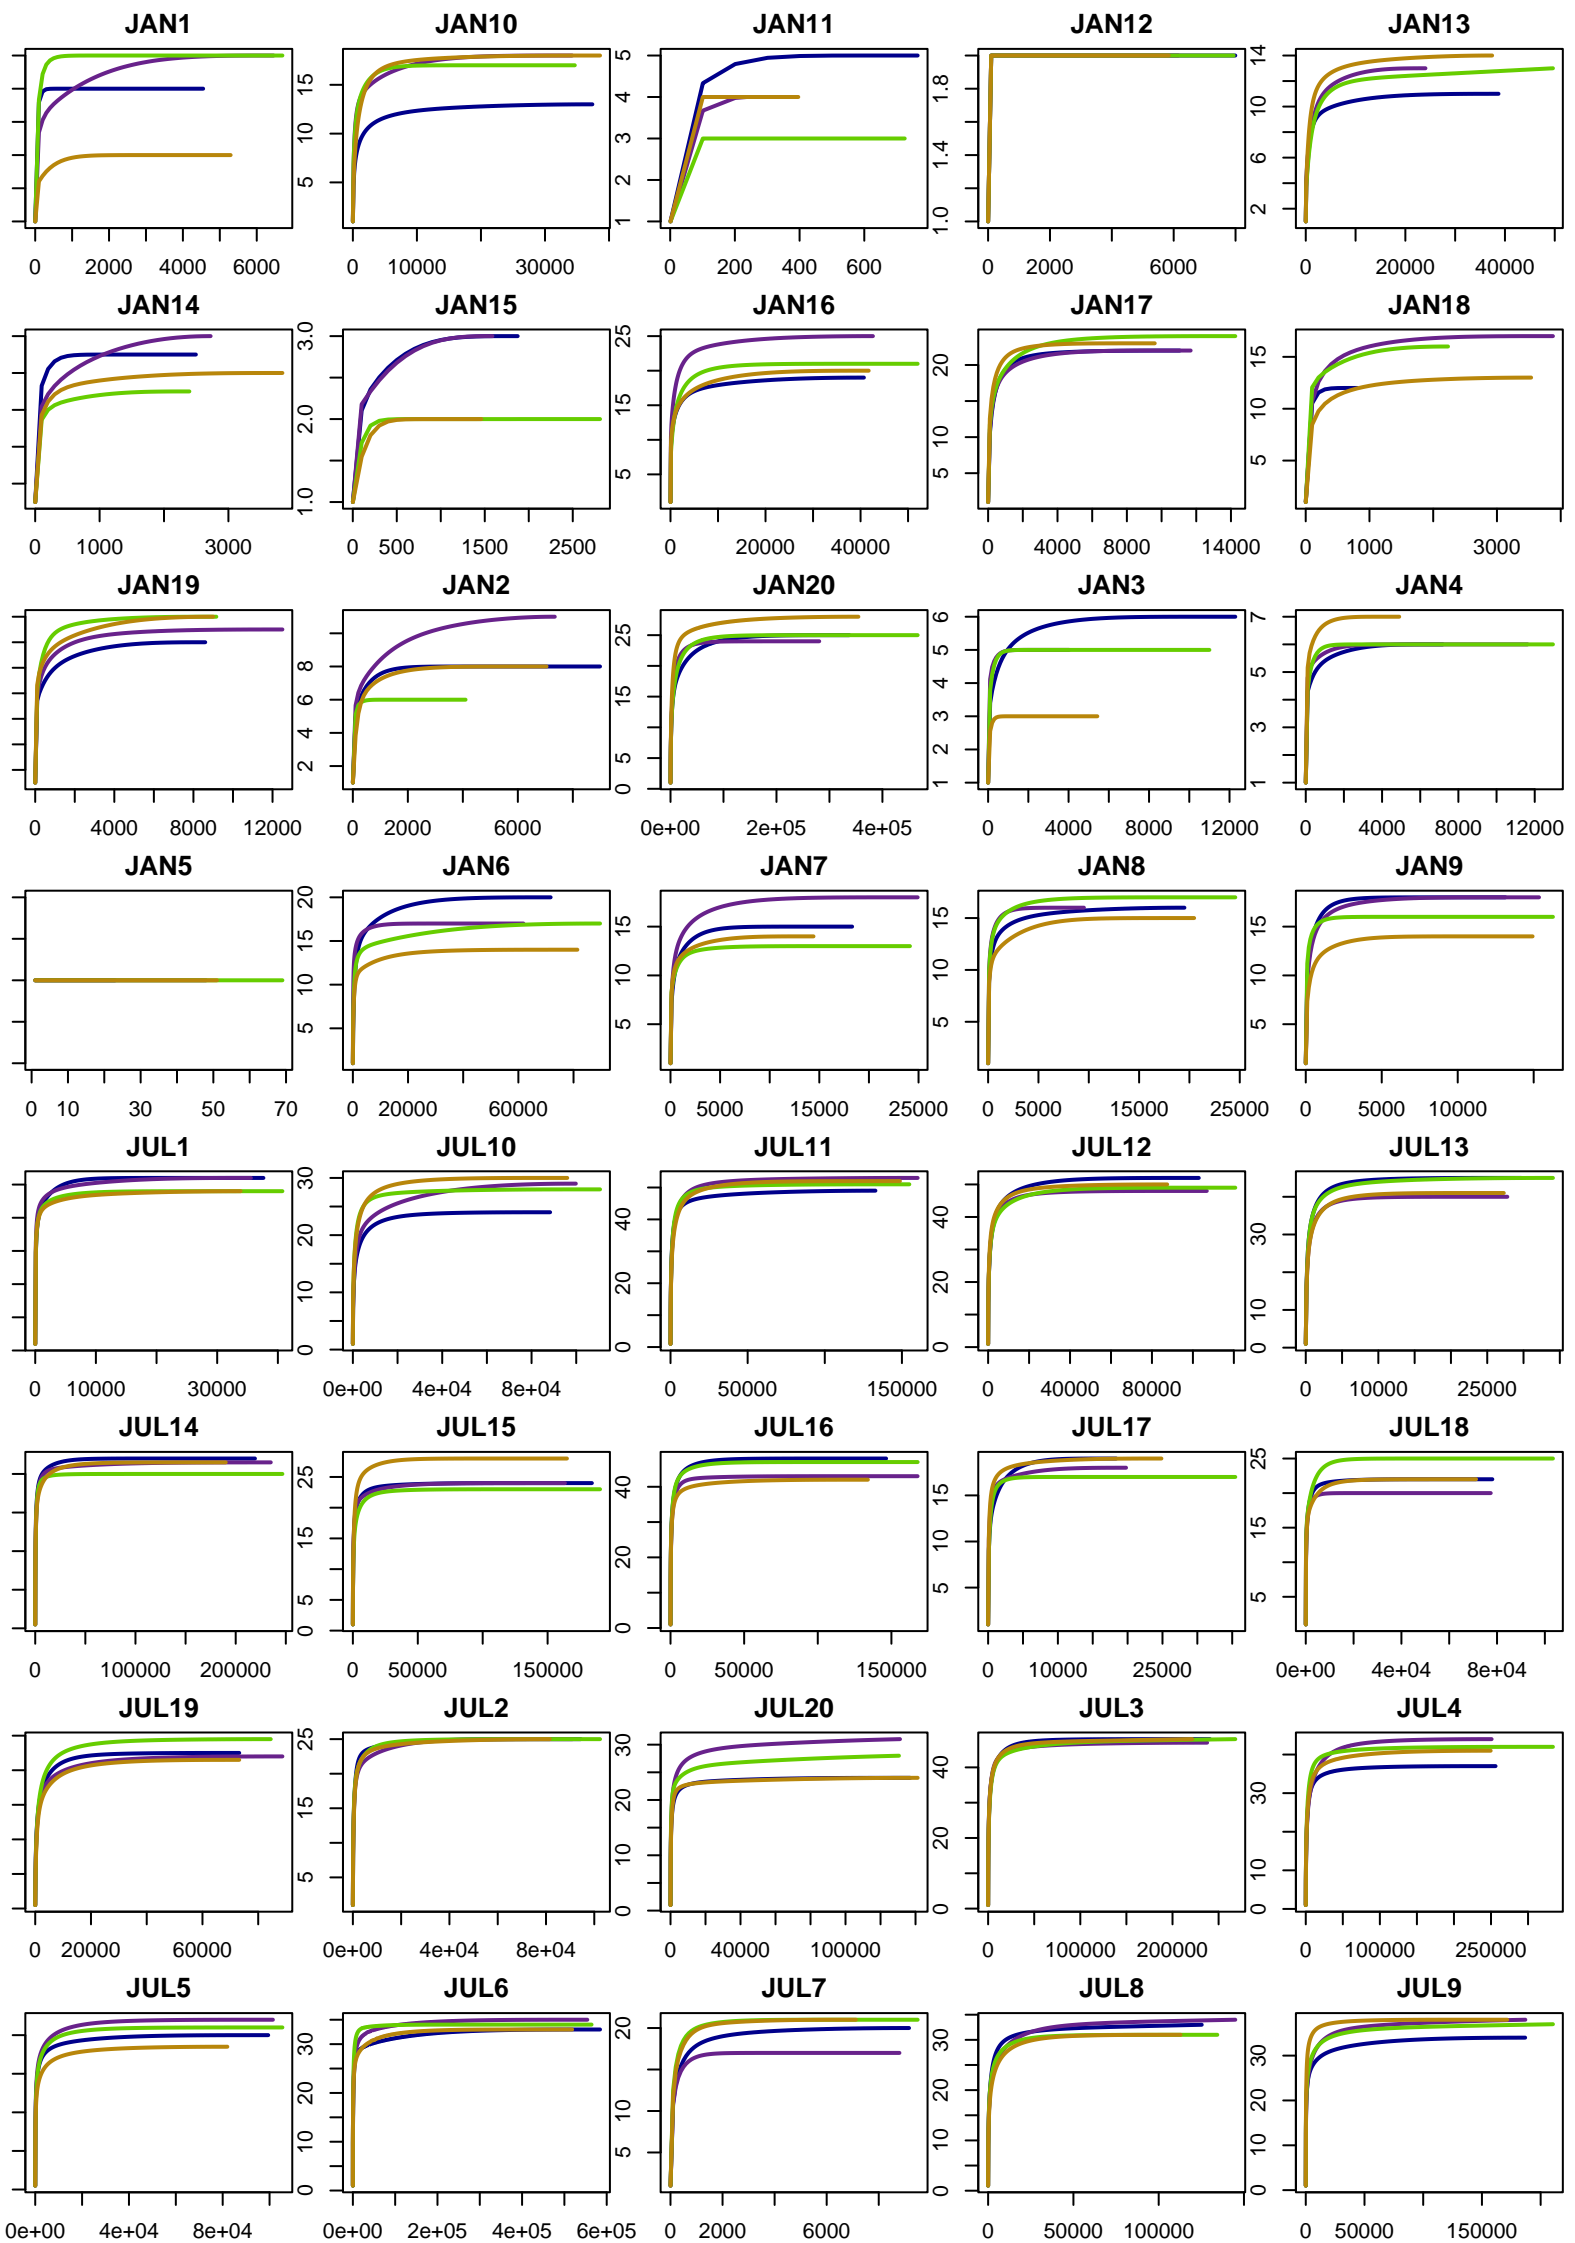 JAN1 JAN10 JAN11 JAN12 JAN13
5 10 15 1 2 3 4 5 1.0 1.4 1.8 2 6 10 14
0 2000 4000 6000 0 10000 30000 0 200 400 600 0 2000 6000 0 20000 40000
JAN14 JAN15 JAN16 JAN17 JAN18
1.0 2.0 3.0 5 15 25 5 10 20 5 10 15
0 1000 3000 0 500 1500 2500 0 20000 40000 0 4000 8000 14000 0 1000 3000
JAN19 JAN2 JAN20 JAN3 JAN4
2 4 6 8 0 5 15 25 1 2 3 4 5 6 1 3 5 7
0 4000 8000 12000 0 2000 6000 0e+00 2e+05 4e+05 0 4000 8000 12000 0 4000 8000 12000
JAN5 JAN6 JAN7 JAN8 JAN9
5 10 15 20 5 10 15 5 10 15 5 10 15
0 10 30 50 70 0 20000 60000 0 5000 15000 25000 0 5000 15000 25000 0 5000 10000
JUL1 JUL10 JUL11 JUL12 JUL13
0 10 20 30 0 20 40 0 20 40 0 10 30
0 10000 30000 0e+00 4e+04 8e+04 0 50000 150000 0 40000 80000 0 10000 25000
JUL14 JUL15 JUL16 JUL17 JUL18
0 5 15 25 0 20 40 5 10 15 5 15 25
0 100000 200000 0 50000 150000 0 50000 150000 0 10000 25000 0e+00 4e+04 8e+04
JUL19 JUL2 JUL20 JUL3 JUL4
5 15 25 0 10 20 30 0 20 40 0 10 30
0 20000 60000 0e+00 4e+04 8e+04 0 40000 100000 0 100000 200000 0 100000 250000
JUL5 JUL6 JUL7 JUL8 JUL9
0 10 20 30 5 10 20 0 10 20 30 0 10 20 30
0e+00 4e+04 8e+04 0e+00 2e+05 4e+05 6e+05 0 2000 6000 0 50000 100000 0 50000 150000